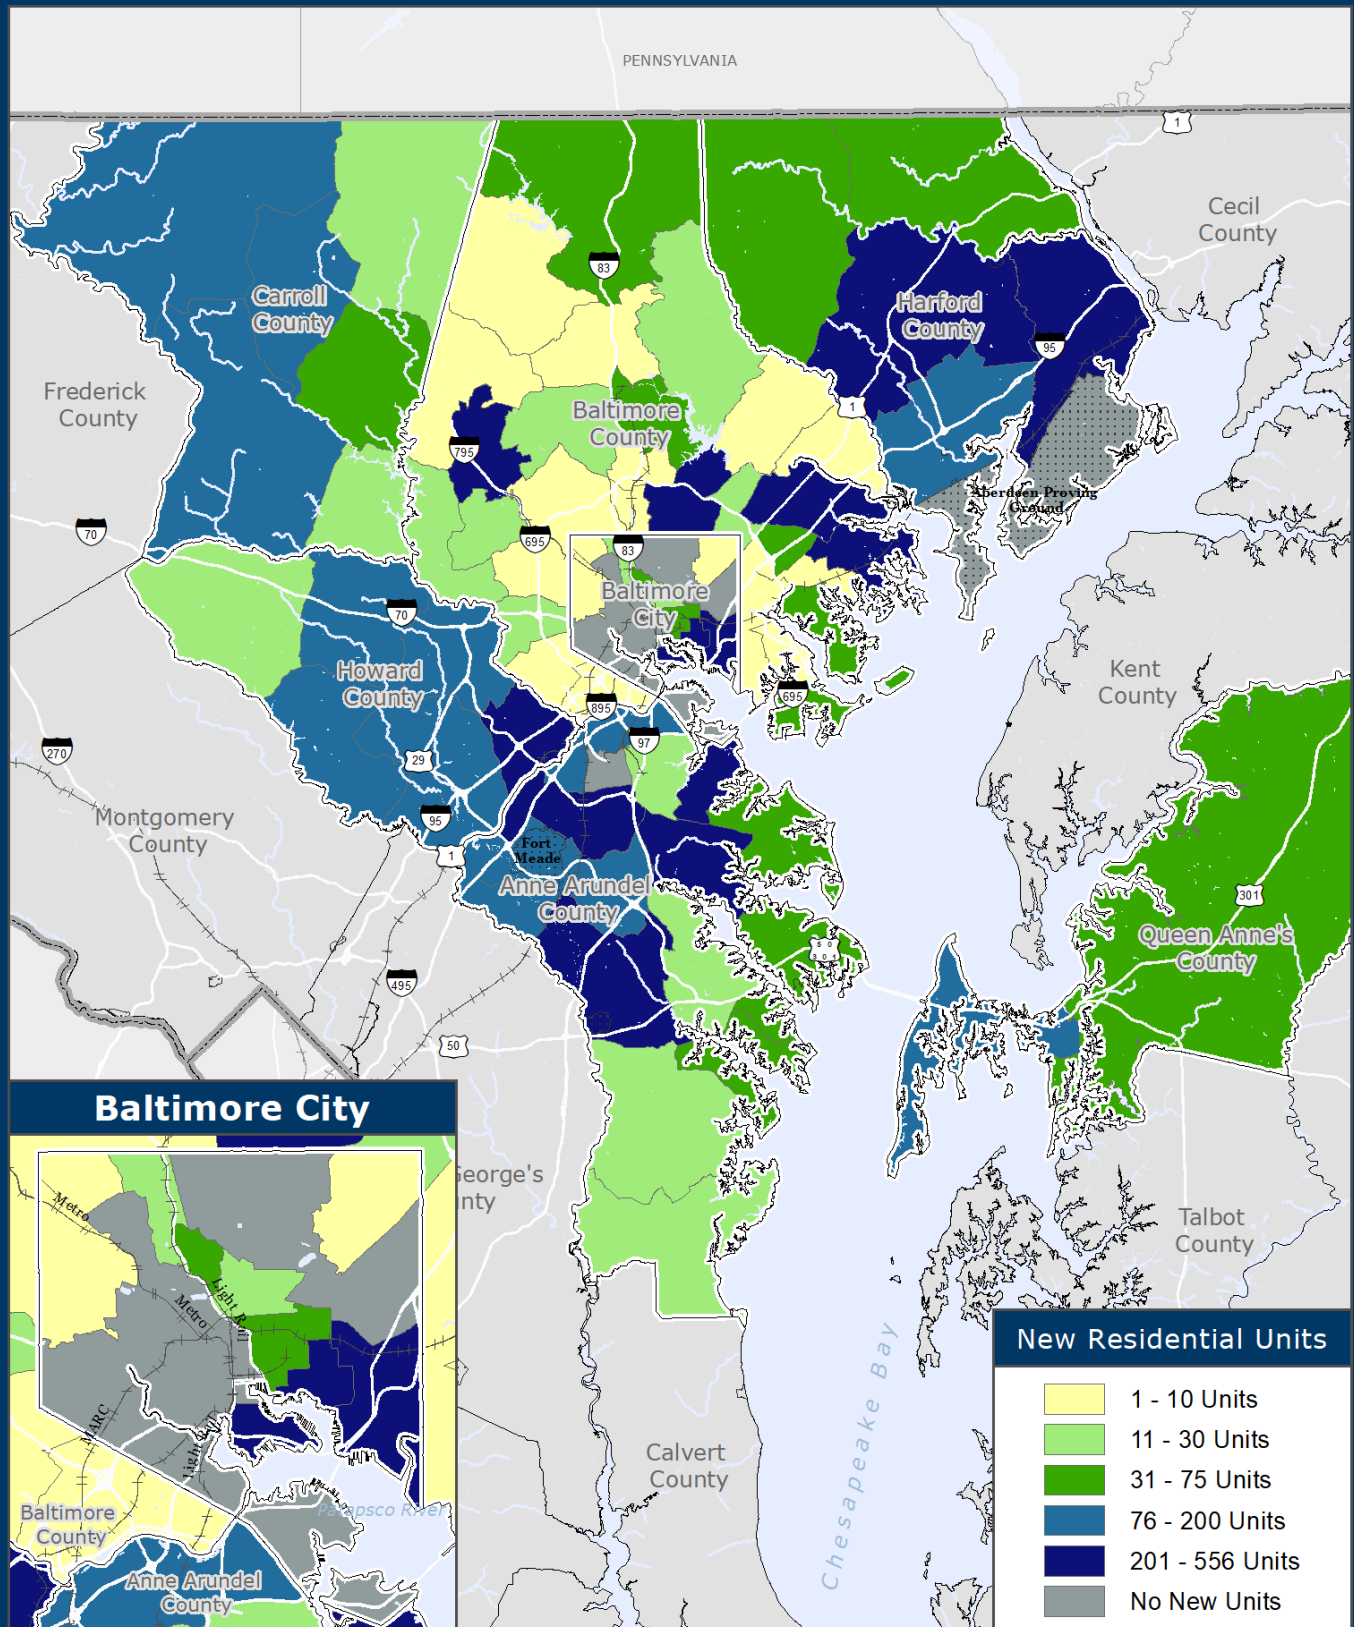 PENNSYLVANIA
1
Cecil
County
83
Carroll
County
Harford
County
95
Frederick
County
Baltimore
County
1
795
Aberdeen Proving
Ground
70
695
83
Baltimore
City
70
Howard
County
Kent
County
695
895
97
270
29
Montgomery
County
95
1
Fort
Meade
Anne Arundel
County
301
Queen Anne's
County
50
301
495
50
Baltimore City
George's
unty
Metro
Light Rail
Metro
MARC
Light Rail
Patapsco River
Baltimore
County
Anne Arundel
County
Talbot
County
Calvert
County
Chesapeake Bay
New Residential Units
1 - 10 Units
11 - 30 Units
31 - 75 Units
76 - 200 Units
201 - 556 Units
No New Units